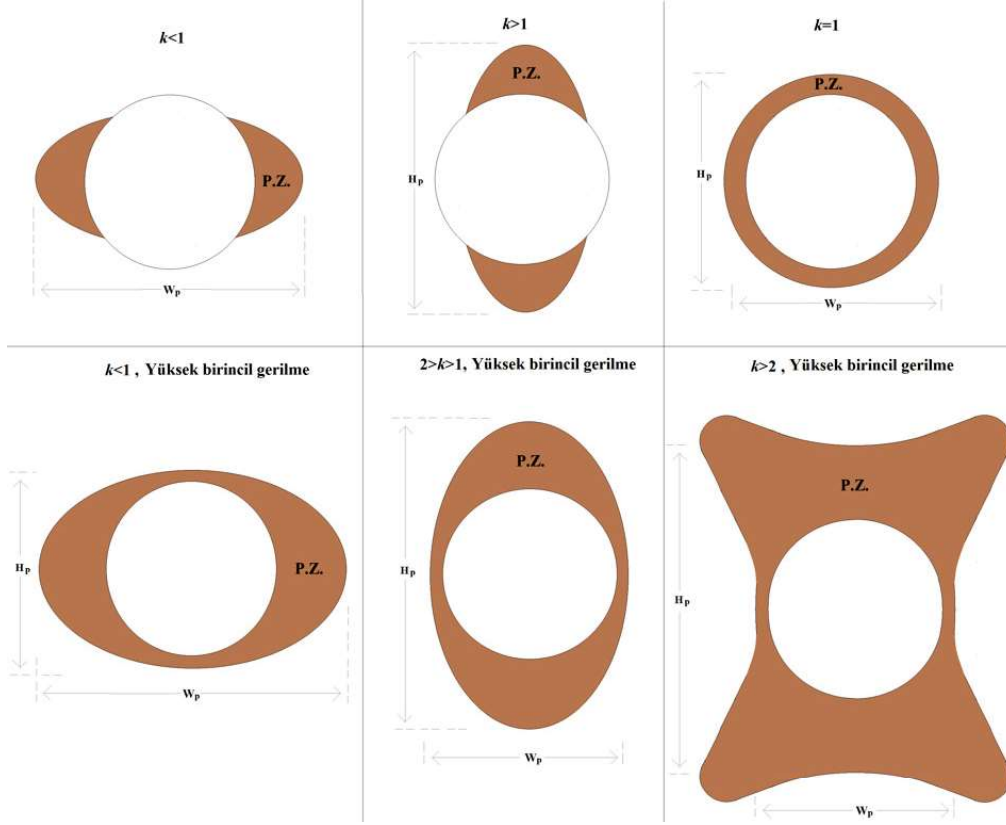 k<1
P.Z.
Wp
k>1
P.Z.
Hp
k=1
P.Z.
Hp
Wp
k<1 , Yüksek birincil gerilme
Hp
P.Z.
Wp
2>k>1, Yüksek birincil gerilme
P.Z.
Hp
Wp
k>2 , Yüksek birincil gerilme
P.Z.
Hp
Wp